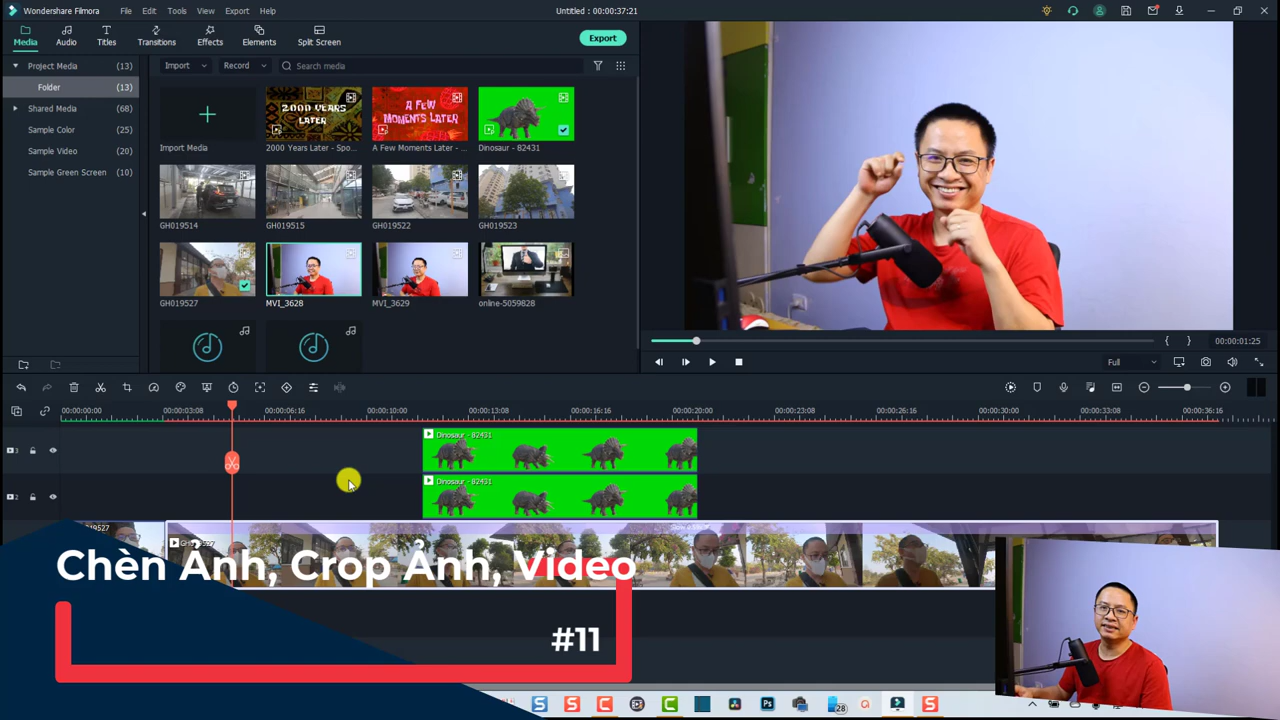 Wondershare Filmora
File Edit Tools View Export Help
Untitled : 00:00:37:21
Media Audio Titles Transitions Effects Elements Split Screen
Export
Project Media (13)
Folder (13)
Shared Media (68)
Sample Color (25)
Sample Video (20)
Sample Green Screen (10)
Import Record Search media
2000 YEARS
LATER
A FEW
MOMENTS LATER
Import Media 2000 Years Later - Spo... A Few Moments Later - ... Dinosaur - 82431
GH019514 GH019515 GH019522 GH019523
GH019527 MVI_3628 MVI_3629 online-5059828
{ } 00:00:01:25
Full
00:00:00:00 00:00:03:08 00:00:06:16 00:00:10:00 00:00:13:08 00:00:16:16 00:00:20:00 00:00:23:08 00:00:26:16 00:00:30:00 00:00:33:08 00:00:36:16
3 Dinosaur - 82431
2 Dinosaur - 82431
Chèn Ảnh, Crop Ảnh, Video
#11
S S C C Ps 28 S